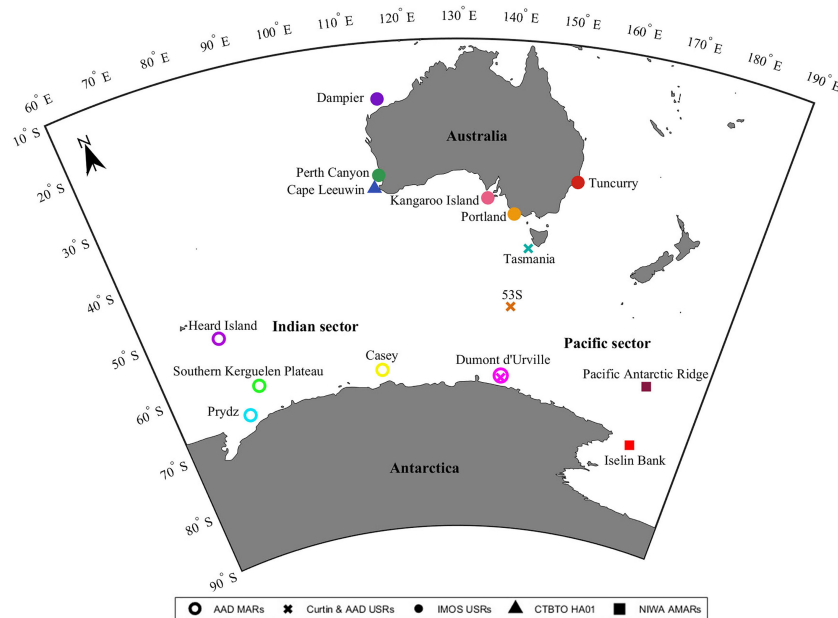 60° E
70° E
80° E
90° E
100° E
110° E
120° E
130° E
140° E
150° E
160° E
170° E
180° E
190° E
10° S
20° S
30° S
40° S
50° S
60° S
70° S
80° S
90° S
N
Dampier
Australia
Perth Canyon
Cape Leeuwin
Kangaroo Island
Portland
Tuncurry
Tasmania
53S
Heard Island
Indian sector
Pacific sector
Casey
Dumont d'Urville
Southern Kerguelen Plateau
Pacific Antarctic Ridge
Prydz
Iselin Bank
Antarctica
AAD MARs Curtin & AAD USRs IMOS USRs CTBTO HA01 NIWA AMARs